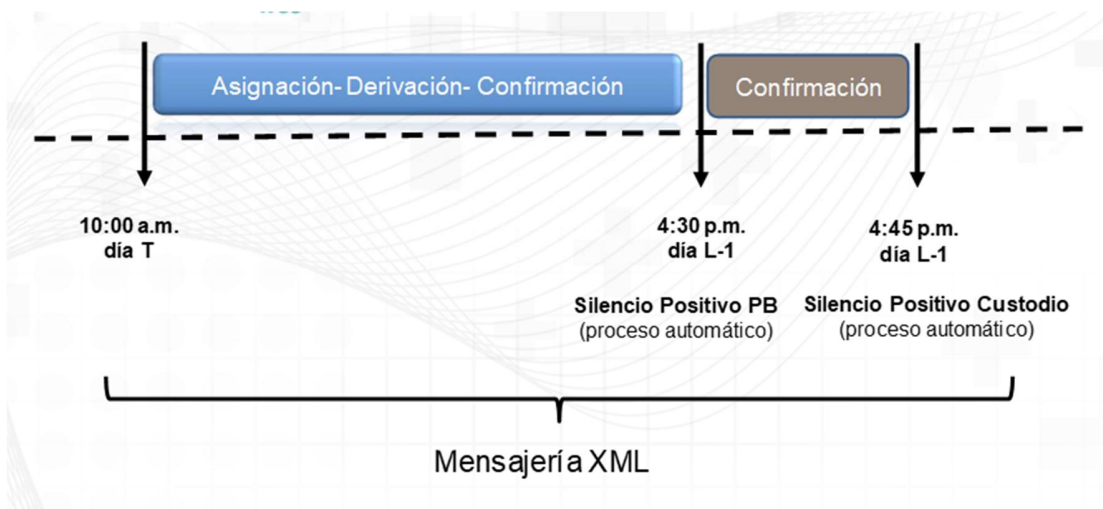 Asignación- Derivación- Confirmación
Confirmación
10:00 a.m.
día T
4:30 p.m.
día L-1
4:45 p.m.
día L-1
Silencio Positivo PB
(proceso automático)
Silencio Positivo Custodio
(proceso automático)
Mensajería XML